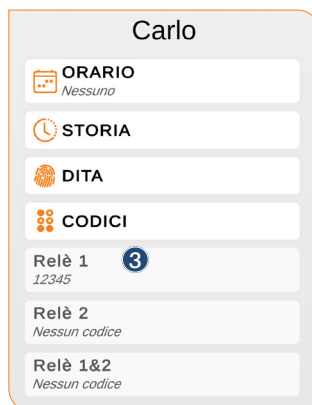 Carlo
ORARIO
Nessuno
STORIA
DITA
CODICI
Relè 1 3
12345
Relè 2
Nessun codice
Relè 1&2
Nessun codice